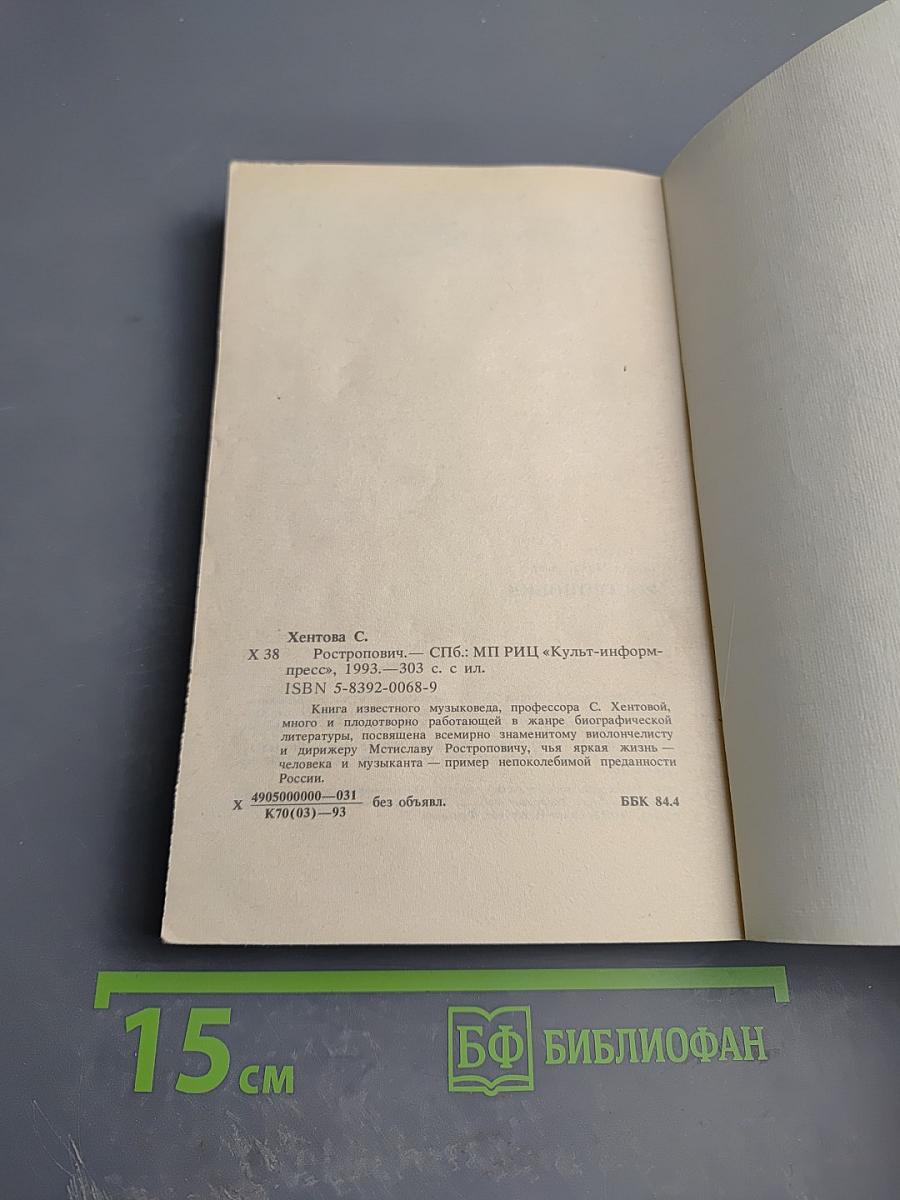 Хентова С.
Х 38 Ростропович.— СПб.: МП РИЦ «Культ-информ-
пресс», 1993.—303 с. с ил.
ISBN 5-8392-0068-9
Книга известного музыковеда, профессора С. Хентовой,
много и плодотворно работающей в жанре биографической
литературы, посвящена всемирно знаменитому виолончелисту
и дирижеру Мстиславу Ростроповичу, чья яркая жизнь —
человека и музыканта — пример непоколебимой преданности
России.
Х 4905000000—031 без объявл. ББК 84.4
К70(03)—93
15 см БФ БИБЛИОФАН